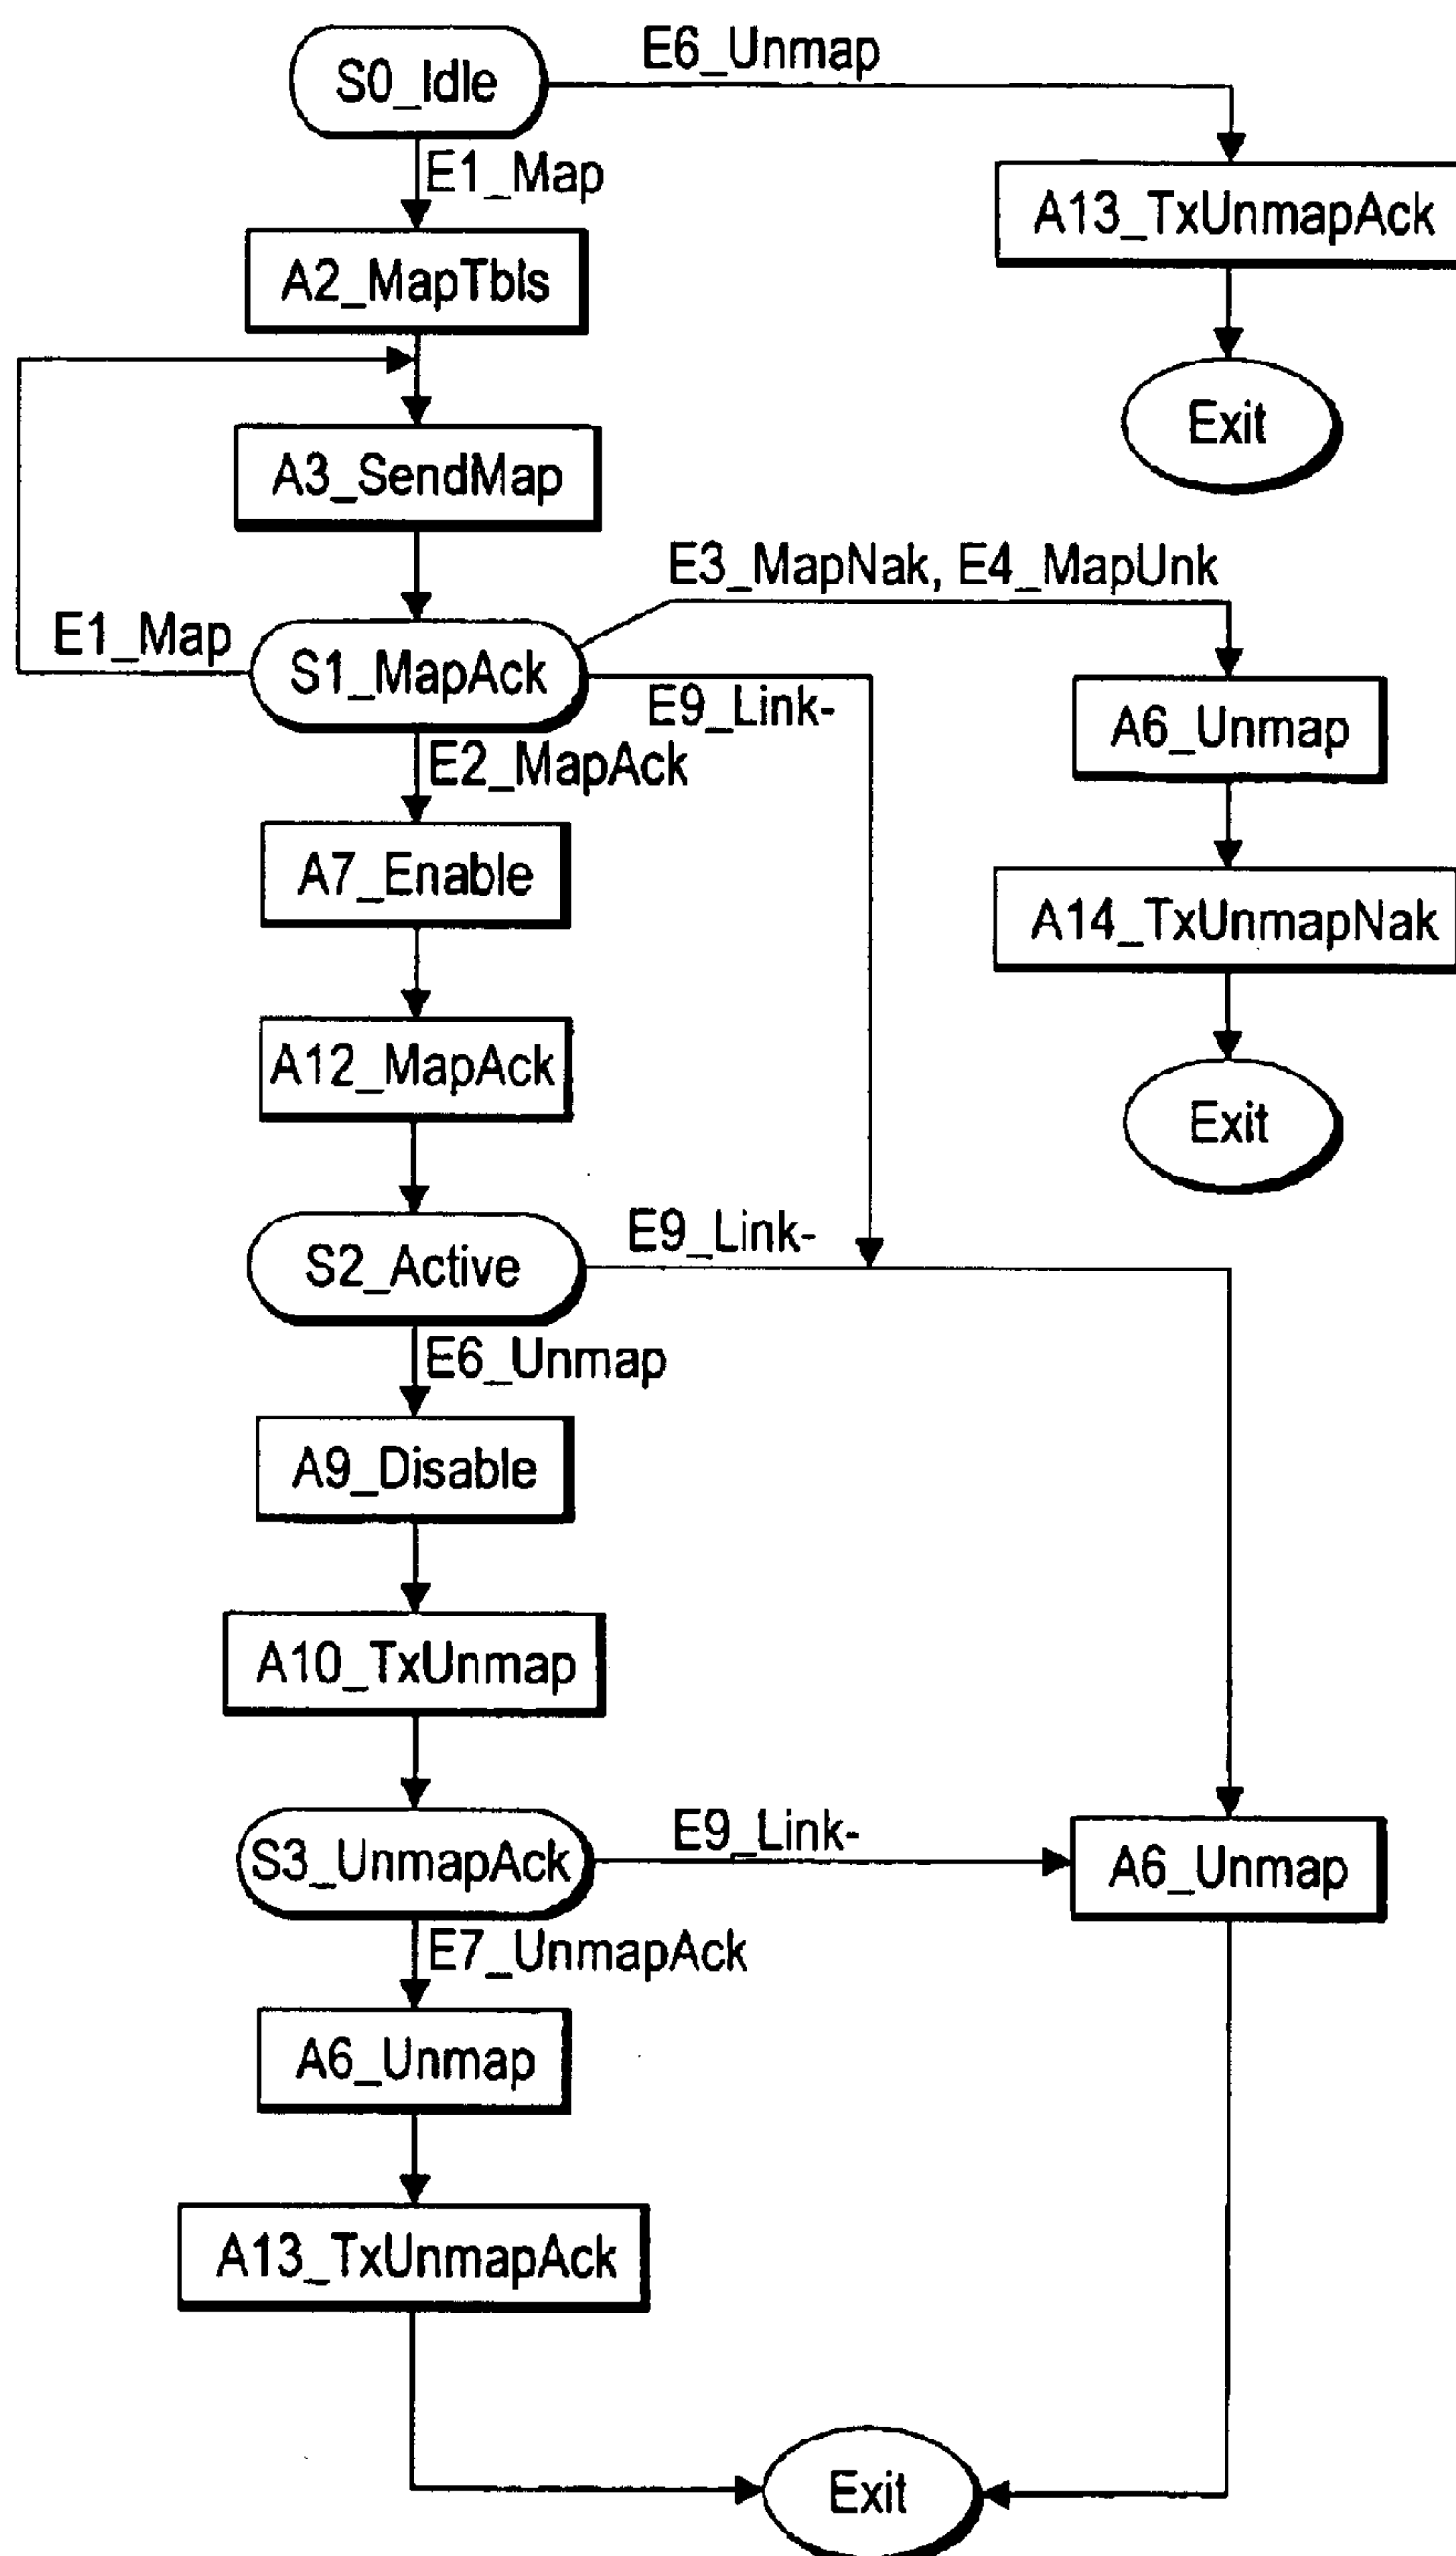 S0_Idle
E6_Unmap
E1_Map
A13_TxUnmapAck
A2_MapTbls
Exit
A3_SendMap
E3_MapNak, E4_MapUnk
E1_Map
S1_MapAck
E9_Link-
A6_Unmap
E2_MapAck
A7_Enable
A14_TxUnmapNak
A12_MapAck
Exit
S2_Active
E9_Link-
E6_Unmap
A9_Disable
A10_TxUnmap
S3_UnmapAck
E9_Link-
A6_Unmap
E7_UnmapAck
A6_Unmap
A13_TxUnmapAck
Exit